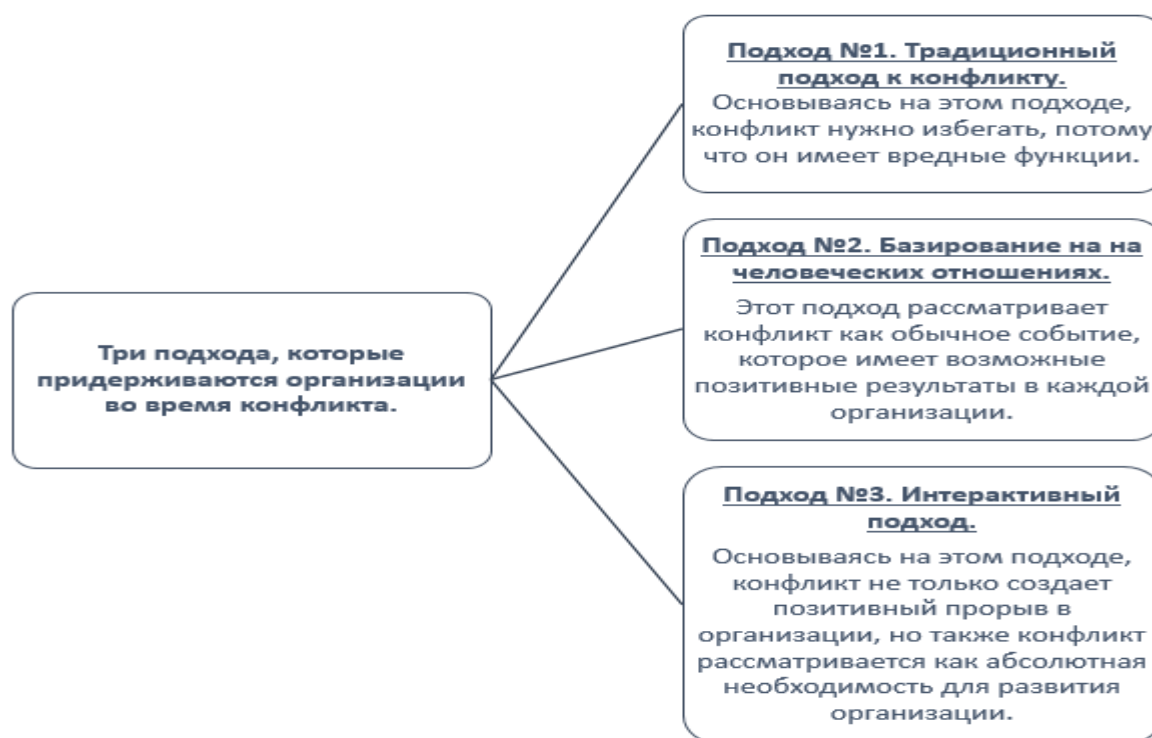 Три подхода, которые
придерживаются организации
во время конфликта.
Подход №1. Традиционный
подход к конфликту.
Основываясь на этом подходе,
конфликт нужно избегать, потому
что он имеет вредные функции.
Подход №2. Базирование на на
человеческих отношениях.
Этот подход рассматривает
конфликт как обычное событие,
которое имеет возможные
позитивные результаты в каждой
организации.
Подход №3. Интерактивный
подход.
Основываясь на этом подходе,
конфликт не только создает
позитивный прорыв в
организации, но также конфликт
рассматривается как абсолютная
необходимость для развития
организации.